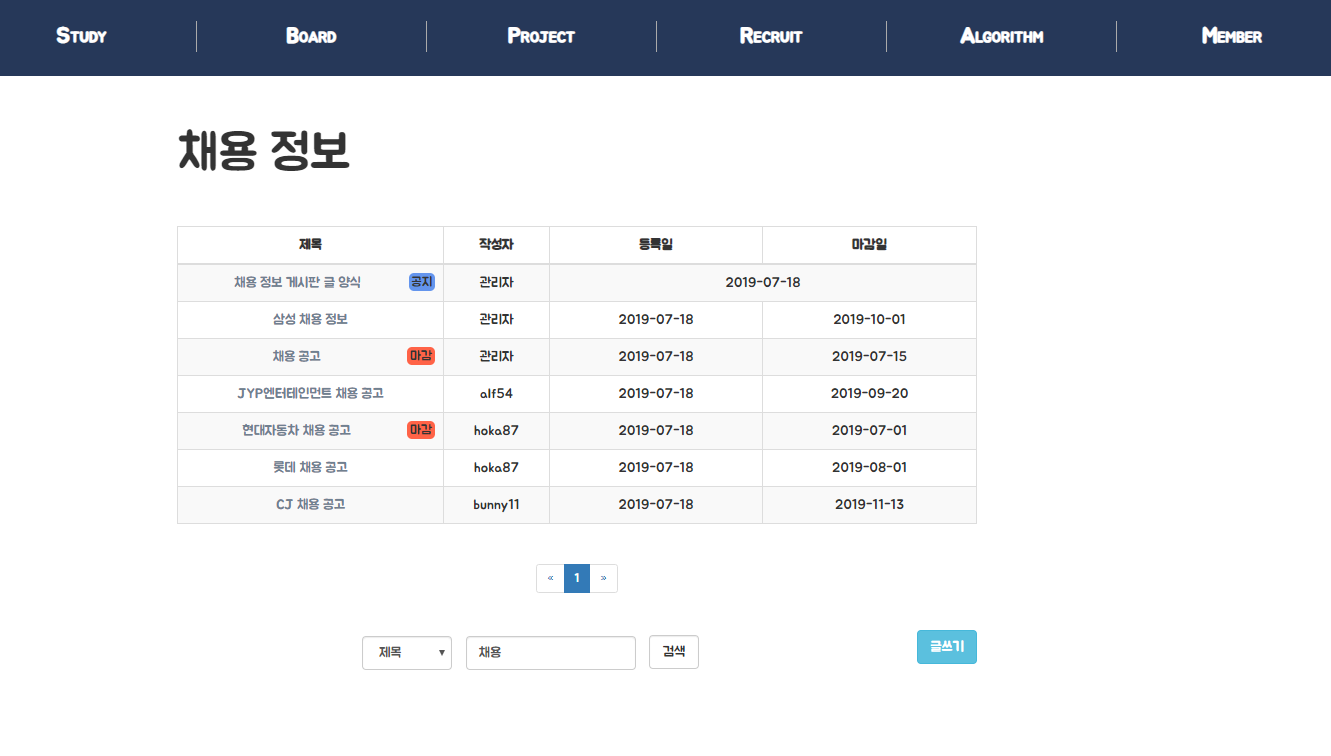 Study Board Project Recruit Algorithm Member
채용 정보
제목 작성자 등록일 마감일
채용 정보 게시판 글 양식 공지 관리자 2019-07-18
삼성 채용 정보 관리자 2019-07-18 2019-10-01
채용 공고 마감 관리자 2019-07-18 2019-07-15
JYP엔터테인먼트 채용 공고 alf54 2019-07-18 2019-09-20
현대자동차 채용 공고 마감 hoka87 2019-07-18 2019-07-01
롯데 채용 공고 hoka87 2019-07-18 2019-08-01
CJ 채용 공고 bunny11 2019-07-18 2019-11-13
« 1 »
제목 ▾ 채용 검색 글쓰기